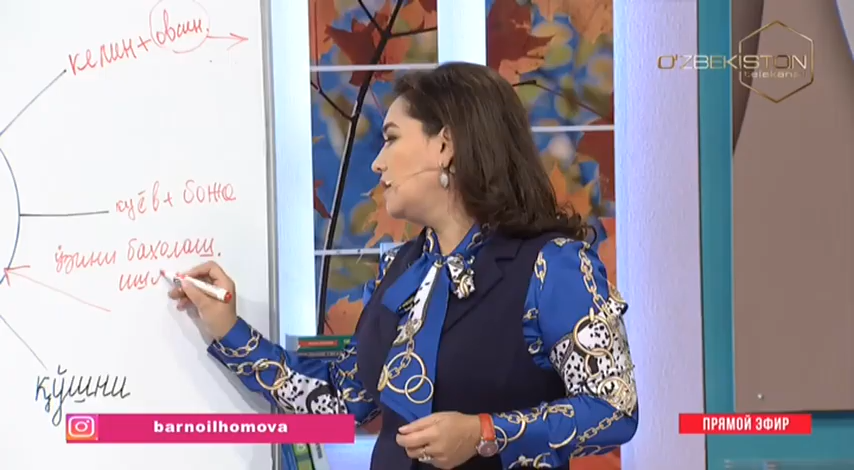 келин+овсин.
куёв+божа
ўзини баҳолаш.
қўшни
O'ZBEKISTON
telekanali
barnoilhomova
ПРЯМОЙ ЭФИР